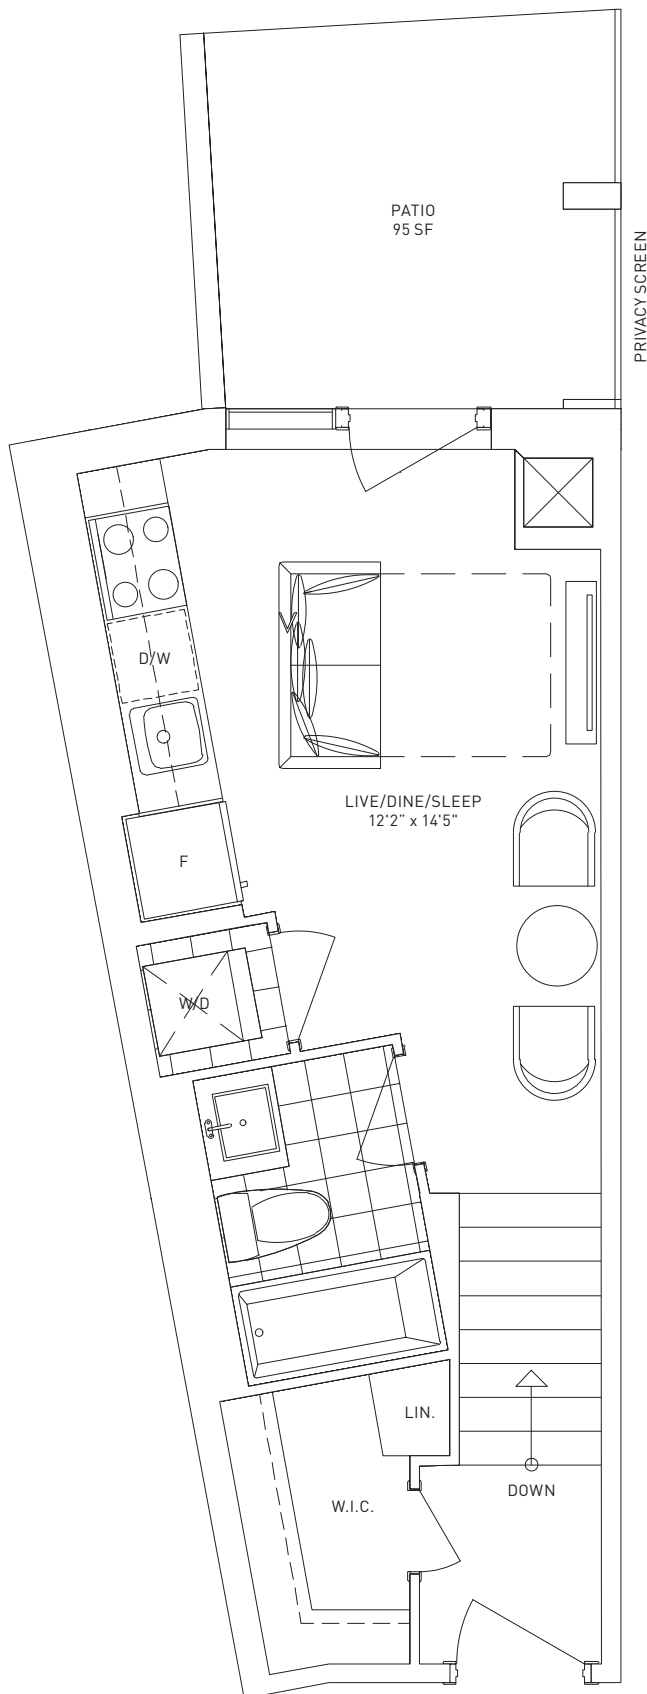 PATIO
95 SF
PRIVACY SCREEN
D/W
LIVE/DINE/SLEEP
12'2" x 14'5"
F
W/D
LIN.
DOWN
W.I.C.